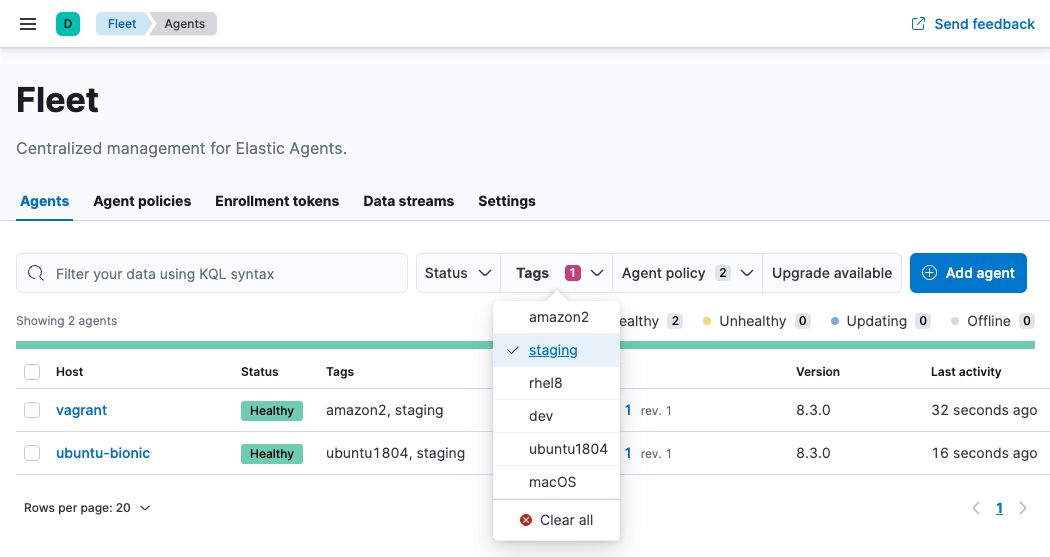 D Fleet Agents Send feedback
Fleet
Centralized management for Elastic Agents.
Agents Agent policies Enrollment tokens Data streams Settings
Filter your data using KQL syntax Status Tags 1 Agent policy 2 Upgrade available Add agent
Showing 2 agents ealthy 2 Unhealthy 0 Updating 0 Offline 0
amazon2
staging
rhel8
dev
ubuntu1804
macOS
Clear all
Host Status Tags Version Last activity
vagrant Healthy amazon2, staging 1 rev. 1 8.3.0 32 seconds ago
ubuntu-bionic Healthy ubuntu1804, staging 1 rev. 1 8.3.0 16 seconds ago
Rows per page: 20 1